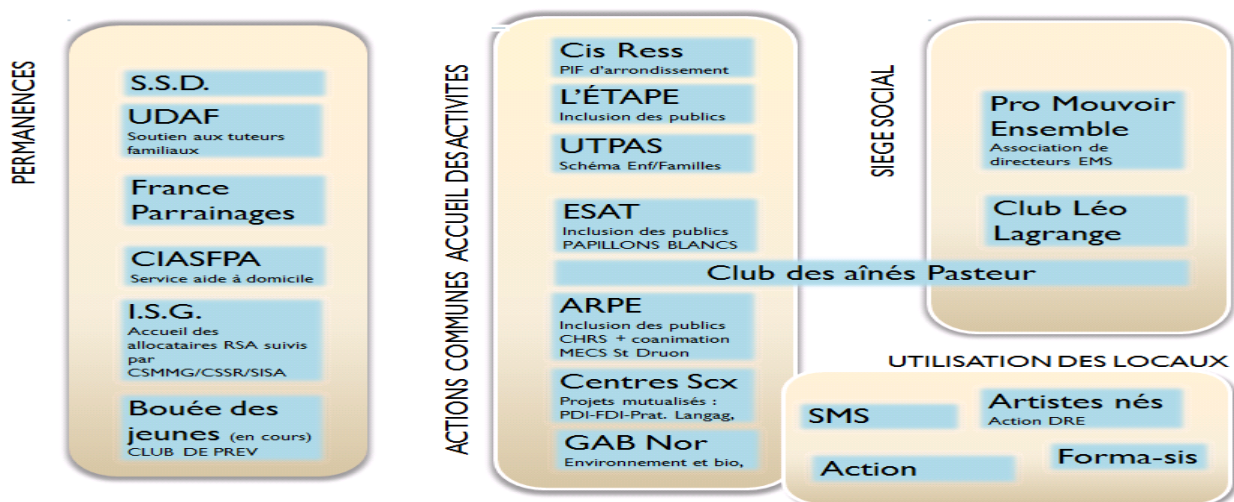 PERMANENCES
S.S.D.
UDAF
Soutien aux tuteurs
familiaux
France
Parrainages
CIASFPA
Service aide à domicile
I.S.G.
Accueil des
allocataires RSA suivis
par
CSMMG/CSSR/SISA
Bouée des
jeunes (en cours)
CLUB DE PREV
ACTIONS COMMUNES ACCUEIL DES ACTIVITES
Cis Ress
PIF d'arrondissement
L'ÉTAPE
Inclusion des publics
UTPAS
Schéma Enf/Familles
ESAT
Inclusion des publics
PAPILLONS BLANCS
Club des aînés Pasteur
ARPE
Inclusion des publics
CHRS + coanimation
MECS St Druon
Centres Scx
Projets mutualisés :
PDI-FDI-Prat. Langag,
GAB Nor
Environnement et bio,
SIEGE SOCIAL
Pro Mouvoir
Ensemble
Association de
directeurs EMS
Club Léo
Lagrange
UTILISATION DES LOCAUX
SMS
Artistes nés
Action DRE
Action
Forma-sis